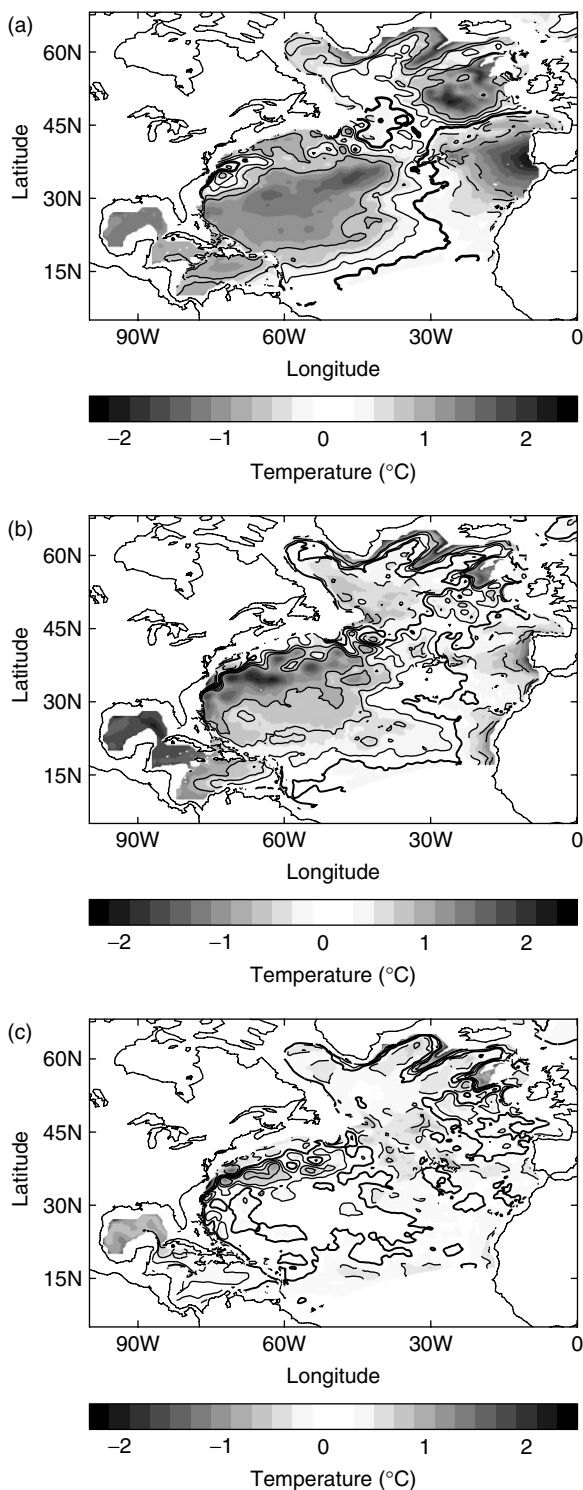 (a)
60N
45N
30N
15N
Latitude
90W 60W 30W 0
Longitude
−2 −1 0 1 2
Temperature (°C)
(b)
60N
45N
30N
15N
Latitude
90W 60W 30W 0
Longitude
−2 −1 0 1 2
Temperature (°C)
(c)
60N
45N
30N
15N
Latitude
90W 60W 30W 0
Longitude
−2 −1 0 1 2
Temperature (°C)